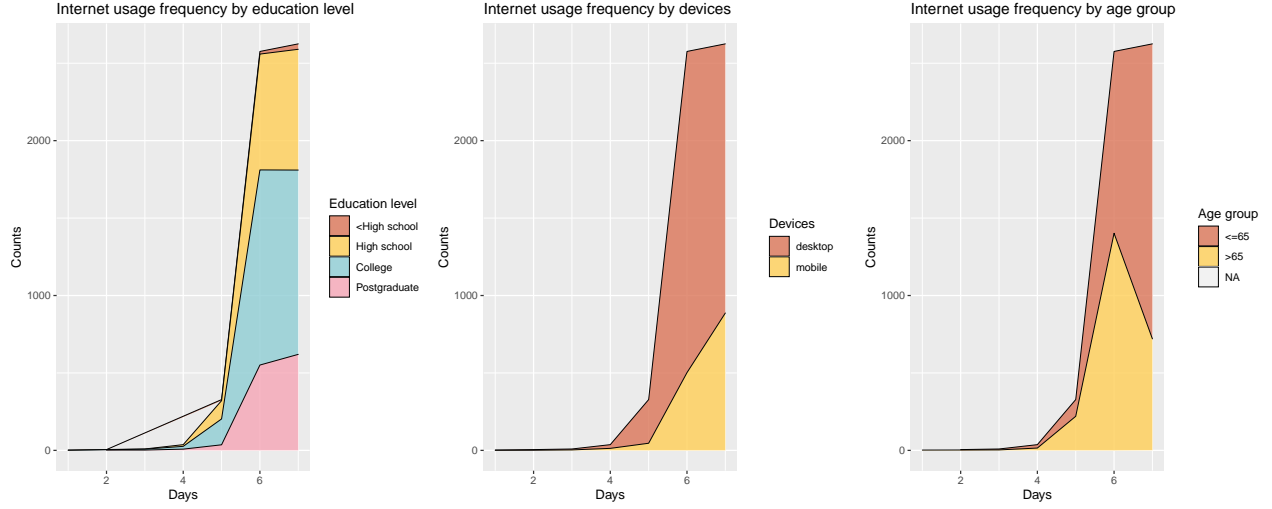 Internet usage frequency by education level
Counts
2000
1000
0
2
4
6
Days
Education level
<High school
High school
College
Postgraduate
Internet usage frequency by devices
Counts
2000
1000
0
2
4
6
Days
Devices
desktop
mobile
Internet usage frequency by age group
Counts
2000
1000
0
2
4
6
Days
Age group
<=65
>65
NA